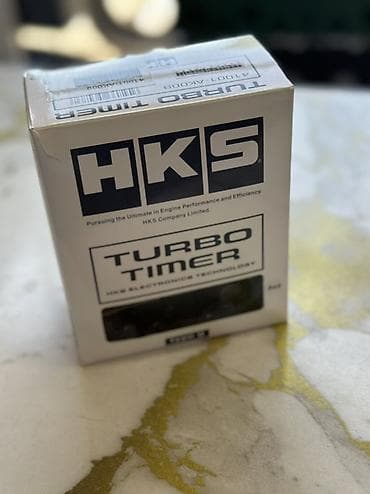 TURBO TIMER
41001-AK009
HKS
Pursuing the Ultimate in Engine Performance and Efficiency
HKS Company Limited.
TURBO
TIMER
HKS ELECTRONICS TECHNOLOGY